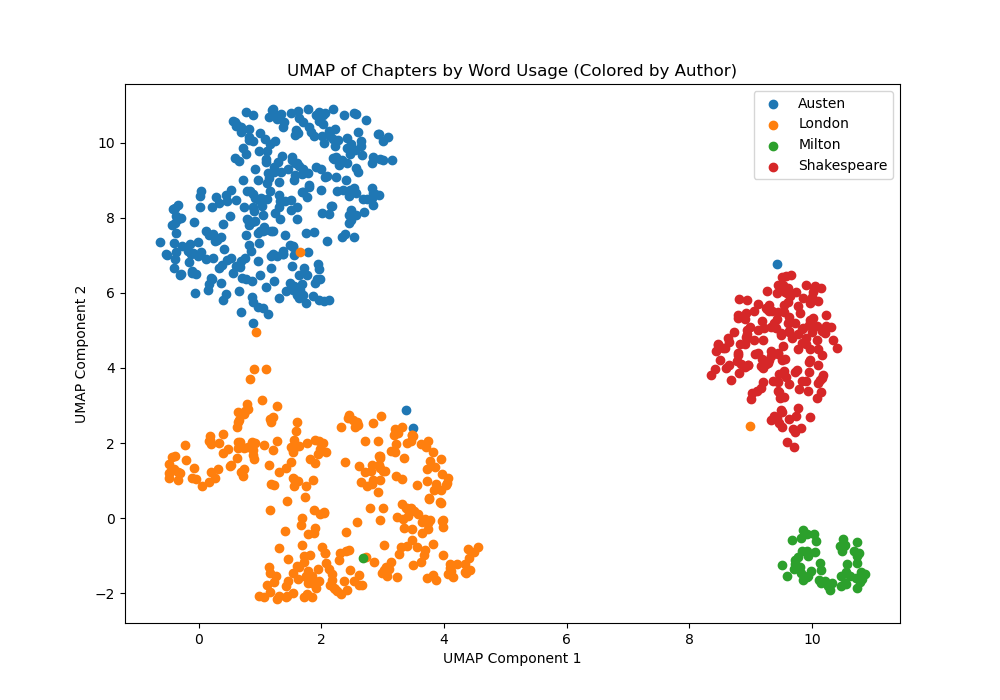 UMAP of Chapters by Word Usage (Colored by Author)
Austen
London
Milton
Shakespeare
10
8
6
4
2
0
−2
UMAP Component 2
0
2
4
6
8
10
UMAP Component 1